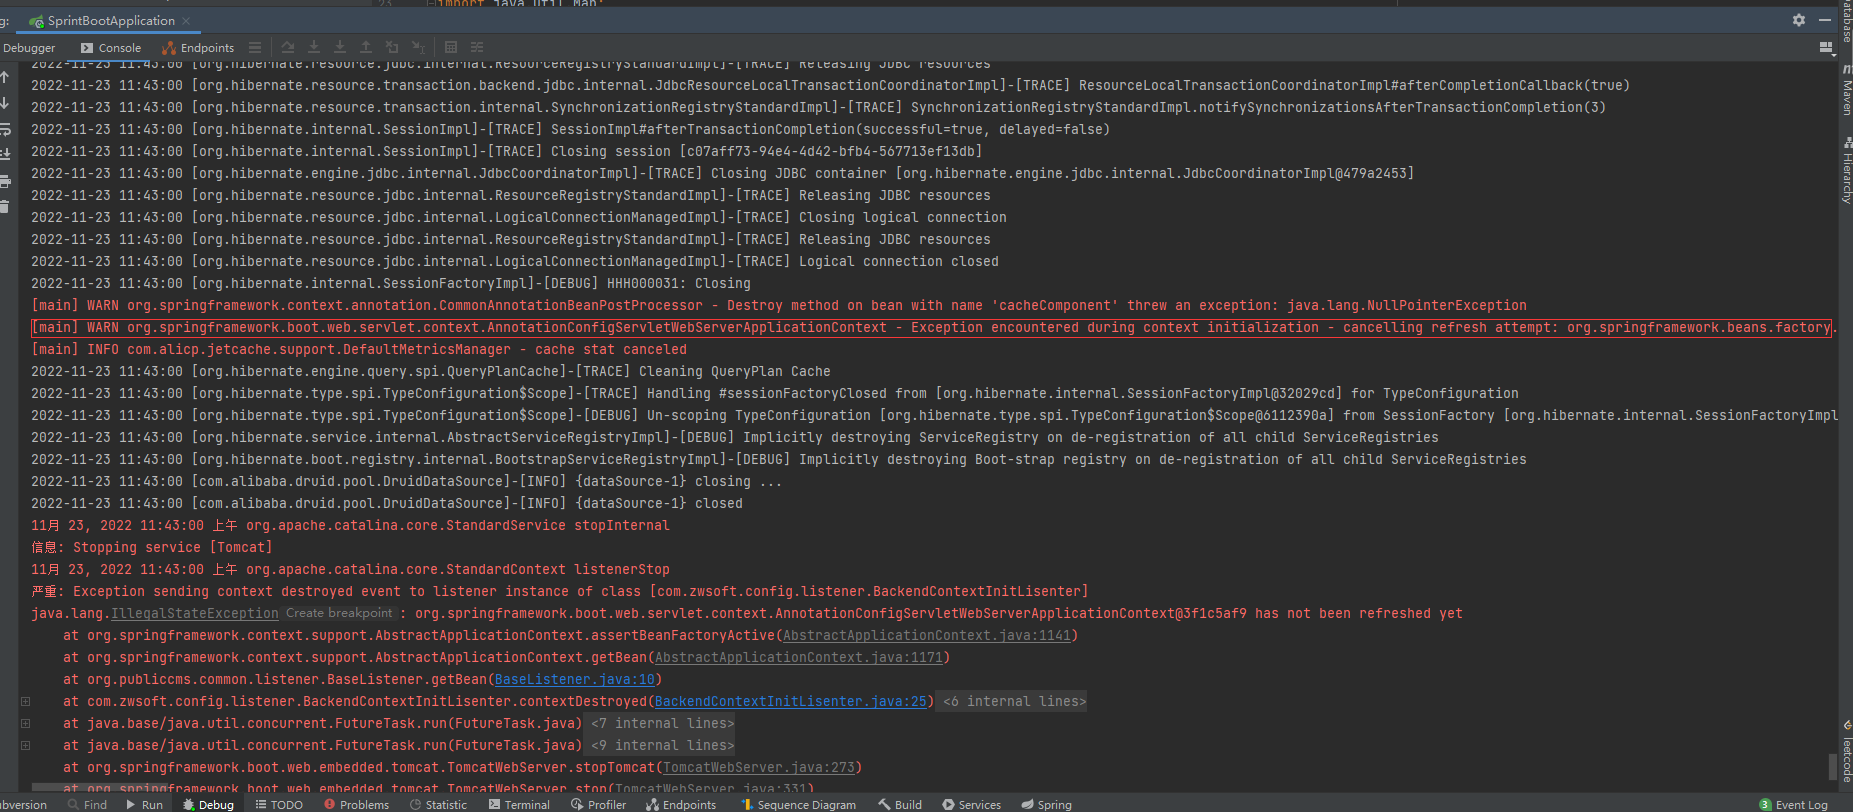 23 import java.util.Map;
g: SprintBootApplication ×
Debugger Console Endpoints
2022-11-23 11:43:00 [org.hibernate.resource.jdbc.internal.ResourceRegistryStandardImpl]-[TRACE] Releasing JDBC resources
2022-11-23 11:43:00 [org.hibernate.resource.transaction.backend.jdbc.internal.JdbcResourceLocalTransactionCoordinatorImpl]-[TRACE] ResourceLocalTransactionCoordinatorImpl#afterCompletionCallback(true)
2022-11-23 11:43:00 [org.hibernate.resource.transaction.internal.SynchronizationRegistryStandardImpl]-[TRACE] SynchronizationRegistryStandardImpl.notifySynchronizationsAfterTransactionCompletion(3)
2022-11-23 11:43:00 [org.hibernate.internal.SessionImpl]-[TRACE] SessionImpl#afterTransactionCompletion(successful=true, delayed=false)
2022-11-23 11:43:00 [org.hibernate.internal.SessionImpl]-[TRACE] Closing session [c07aff73-94e4-4d42-bfb4-567713ef13db]
2022-11-23 11:43:00 [org.hibernate.engine.jdbc.internal.JdbcCoordinatorImpl]-[TRACE] Closing JDBC container [org.hibernate.engine.jdbc.internal.JdbcCoordinatorImpl@479a2453]
2022-11-23 11:43:00 [org.hibernate.resource.jdbc.internal.ResourceRegistryStandardImpl]-[TRACE] Releasing JDBC resources
2022-11-23 11:43:00 [org.hibernate.resource.jdbc.internal.LogicalConnectionManagedImpl]-[TRACE] Closing logical connection
2022-11-23 11:43:00 [org.hibernate.resource.jdbc.internal.ResourceRegistryStandardImpl]-[TRACE] Releasing JDBC resources
2022-11-23 11:43:00 [org.hibernate.resource.jdbc.internal.LogicalConnectionManagedImpl]-[TRACE] Logical connection closed
2022-11-23 11:43:00 [org.hibernate.internal.SessionFactoryImpl]-[DEBUG] HHH000031: Closing
[main] WARN org.springframework.context.annotation.CommonAnnotationBeanPostProcessor - Destroy method on bean with name 'cacheComponent' threw an exception: java.lang.NullPointerException
[main] WARN org.springframework.boot.web.servlet.context.AnnotationConfigServletWebServerApplicationContext - Exception encountered during context initialization - cancelling refresh attempt: org.springframework.beans.factory.
[main] INFO com.alicp.jetcache.support.DefaultMetricsManager - cache stat canceled
2022-11-23 11:43:00 [org.hibernate.engine.query.spi.QueryPlanCache]-[TRACE] Cleaning QueryPlan Cache
2022-11-23 11:43:00 [org.hibernate.type.spi.TypeConfiguration$Scope]-[TRACE] Handling #sessionFactoryClosed from [org.hibernate.internal.SessionFactoryImpl@32029cd] for TypeConfiguration
2022-11-23 11:43:00 [org.hibernate.type.spi.TypeConfiguration$Scope]-[DEBUG] Un-scoping TypeConfiguration [org.hibernate.type.spi.TypeConfiguration$Scope@6112390a] from SessionFactory [org.hibernate.internal.SessionFactoryImpl
2022-11-23 11:43:00 [org.hibernate.service.internal.AbstractServiceRegistryImpl]-[DEBUG] Implicitly destroying ServiceRegistry on de-registration of all child ServiceRegistries
2022-11-23 11:43:00 [org.hibernate.boot.registry.internal.BootstrapServiceRegistryImpl]-[DEBUG] Implicitly destroying Boot-strap registry on de-registration of all child ServiceRegistries
2022-11-23 11:43:00 [com.alibaba.druid.pool.DruidDataSource]-[INFO] {dataSource-1} closing ...
2022-11-23 11:43:00 [com.alibaba.druid.pool.DruidDataSource]-[INFO] {dataSource-1} closed
11月 23, 2022 11:43:00 上午 org.apache.catalina.core.StandardService stopInternal
信息: Stopping service [Tomcat]
11月 23, 2022 11:43:00 上午 org.apache.catalina.core.StandardContext listenerStop
严重: Exception sending context destroyed event to listener instance of class [com.zwsoft.config.listener.BackendContextInitLisenter]
java.lang.IllegalStateException Create breakpoint : org.springframework.boot.web.servlet.context.AnnotationConfigServletWebServerApplicationContext@3f1c5af9 has not been refreshed yet
at org.springframework.context.support.AbstractApplicationContext.assertBeanFactoryActive(AbstractApplicationContext.java:1141)
at org.springframework.context.support.AbstractApplicationContext.getBean(AbstractApplicationContext.java:1171)
at org.publiccms.common.listener.BaseListener.getBean(BaseListener.java:10)
at com.zwsoft.config.listener.BackendContextInitLisenter.contextDestroyed(BackendContextInitLisenter.java:25) <6 internal lines>
at java.base/java.util.concurrent.FutureTask.run(FutureTask.java) <7 internal lines>
at java.base/java.util.concurrent.FutureTask.run(FutureTask.java) <9 internal lines>
at org.springframework.boot.web.embedded.tomcat.TomcatWebServer.stopTomcat(TomcatWebServer.java:273)
at org.springframework.boot.web.embedded.tomcat.TomcatWebServer.stop(TomcatWebServer.java:331)
bversion Find Run Debug TODO Problems Statistic Terminal Profiler Endpoints Sequence Diagram Build Services Spring 3 Event Log
atabase
Maven
Hierarchy
leetcode